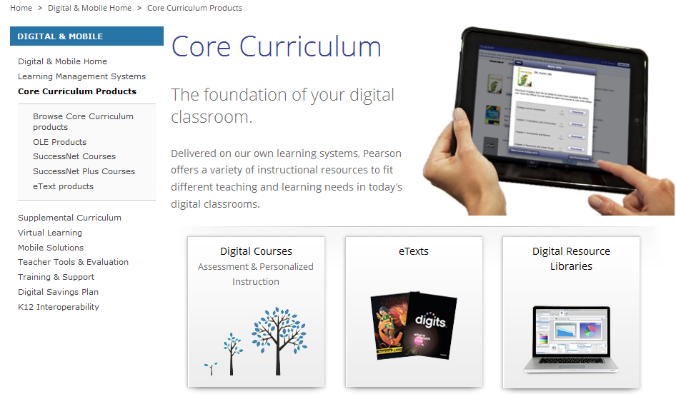 Home > Digital & Mobile Home > Core Curriculum Products
DIGITAL & MOBILE
Digital & Mobile Home
Learning Management Systems
Core Curriculum Products
Browse Core Curriculum
products
OLE Products
SuccessNet Courses
SuccessNet Plus Courses
eText products
Supplemental Curriculum
Virtual Learning
Mobile Solutions
Teacher Tools & Evaluation
Training & Support
Digital Savings Plan
K12 Interoperability
Core Curriculum
The foundation of your digital
classroom.
Delivered on our own learning systems, Pearson
offers a variety of instructional resources to fit
different teaching and learning needs in today's
digital classrooms.
Digital Courses
Assessment & Personalized
Instruction
eTexts
digits
Digital Resource
Libraries